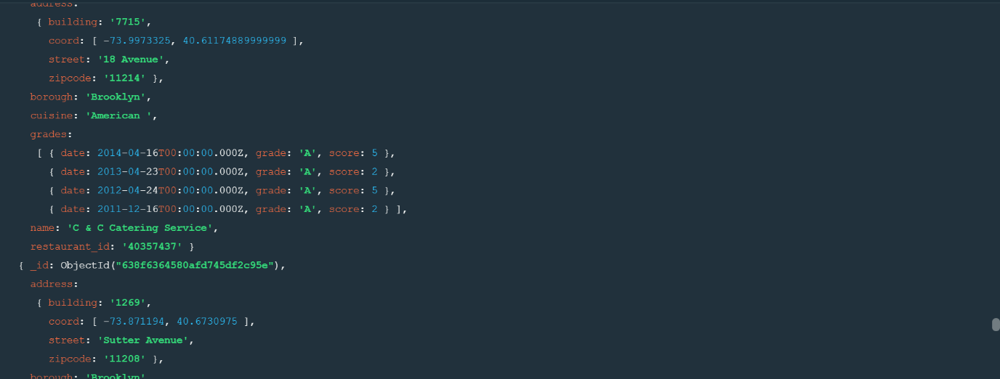 address:
{ building: '7715',
coord: [ -73.9973325, 40.61174889999999 ],
street: '18 Avenue',
zipcode: '11214' },
borough: 'Brooklyn',
cuisine: 'American ',
grades:
[ { date: 2014-04-16T00:00:00.000Z, grade: 'A', score: 5 },
{ date: 2013-04-23T00:00:00.000Z, grade: 'A', score: 2 },
{ date: 2012-04-24T00:00:00.000Z, grade: 'A', score: 5 },
{ date: 2011-12-16T00:00:00.000Z, grade: 'A', score: 2 } ],
name: 'C & C Catering Service',
restaurant_id: '40357437' }
{ _id: ObjectId("638f6364580afd745df2c95e"),
address:
{ building: '1269',
coord: [ -73.871194, 40.6730975 ],
street: 'Sutter Avenue',
zipcode: '11208' },
borough: 'Brooklyn',